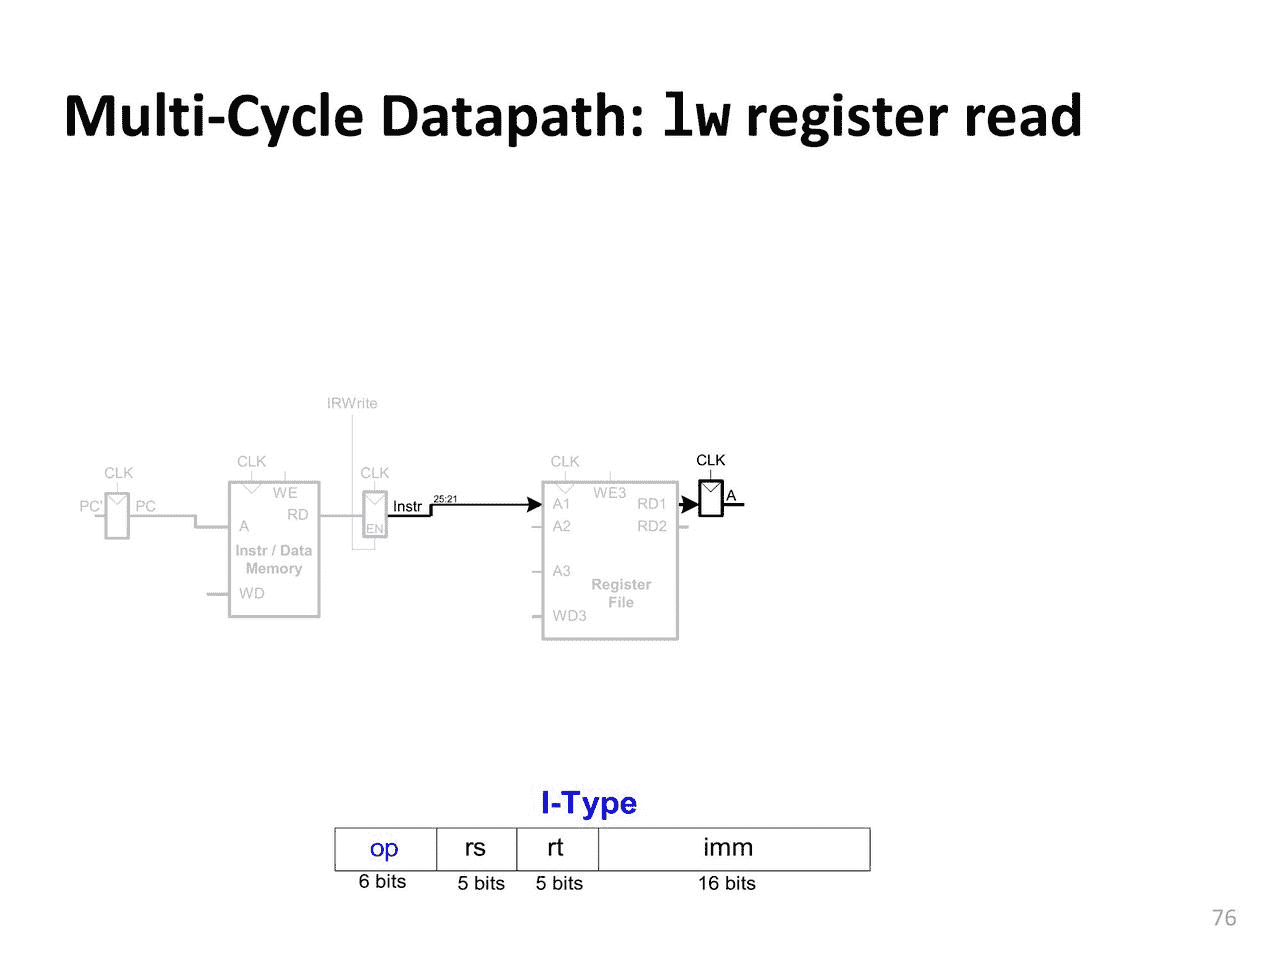 Multi-Cycle Datapath: lw register read
IRWrite
CLK
CLK
CLK
CLK
CLK
PC'
PC
WE
RD
A
EN
Instr / Data
Memory
WD
Instr
25:21
A1
WE3
RD1
A2
RD2
A3
Register
File
WD3
A
I-Type
op
rs
rt
imm
6 bits
5 bits
5 bits
16 bits
76